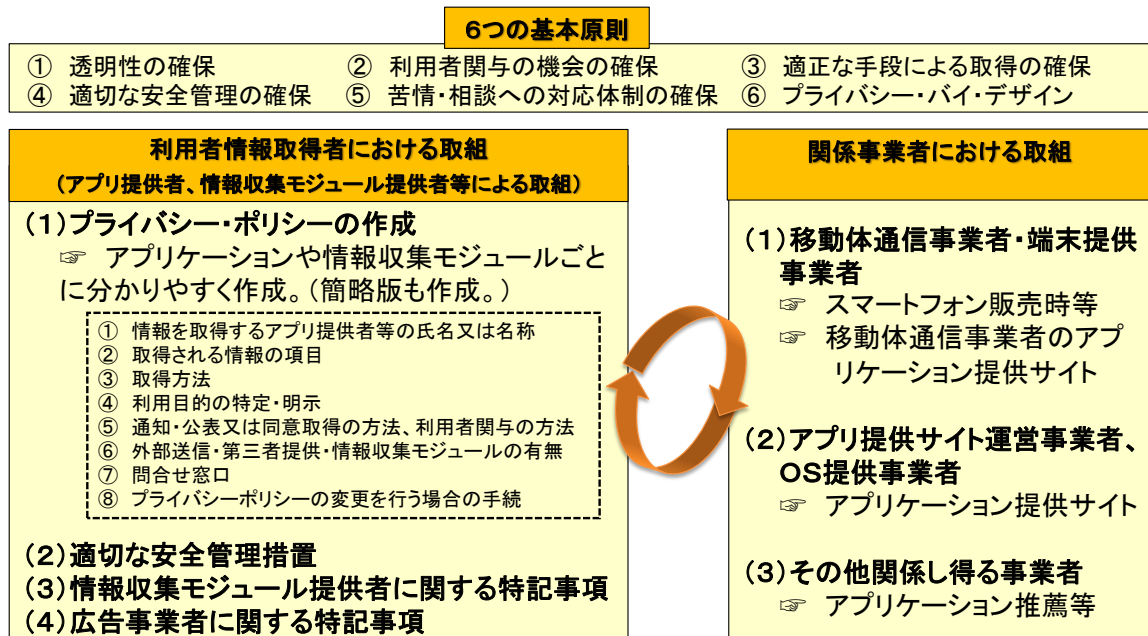 6つの基本原則
① 透明性の確保 ② 利用者関与の機会の確保 ③ 適正な手段による取得の確保
④ 適切な安全管理の確保 ⑤ 苦情・相談への対応体制の確保 ⑥ プライバシー・バイ・デザイン
利用者情報取得者における取組
(アプリ提供者、情報収集モジュール提供者等による取組)
(1)プライバシー・ポリシーの作成
☞ アプリケーションや情報収集モジュールごと
に分かりやすく作成。(簡略版も作成。)
① 情報を取得するアプリ提供者等の氏名又は名称
② 取得される情報の項目
③ 取得方法
④ 利用目的の特定・明示
⑤ 通知・公表又は同意取得の方法、利用者関与の方法
⑥ 外部送信・第三者提供・情報収集モジュールの有無
⑦ 問合せ窓口
⑧ プライバシーポリシーの変更を行う場合の手続
(2)適切な安全管理措置
(3)情報収集モジュール提供者に関する特記事項
(4)広告事業者に関する特記事項
関係事業者における取組
(1)移動体通信事業者・端末提供
事業者
☞ スマートフォン販売時等
☞ 移動体通信事業者のアプ
リケーション提供サイト
(2)アプリ提供サイト運営事業者、
OS提供事業者
☞ アプリケーション提供サイト
(3)その他関係し得る事業者
☞ アプリケーション推薦等